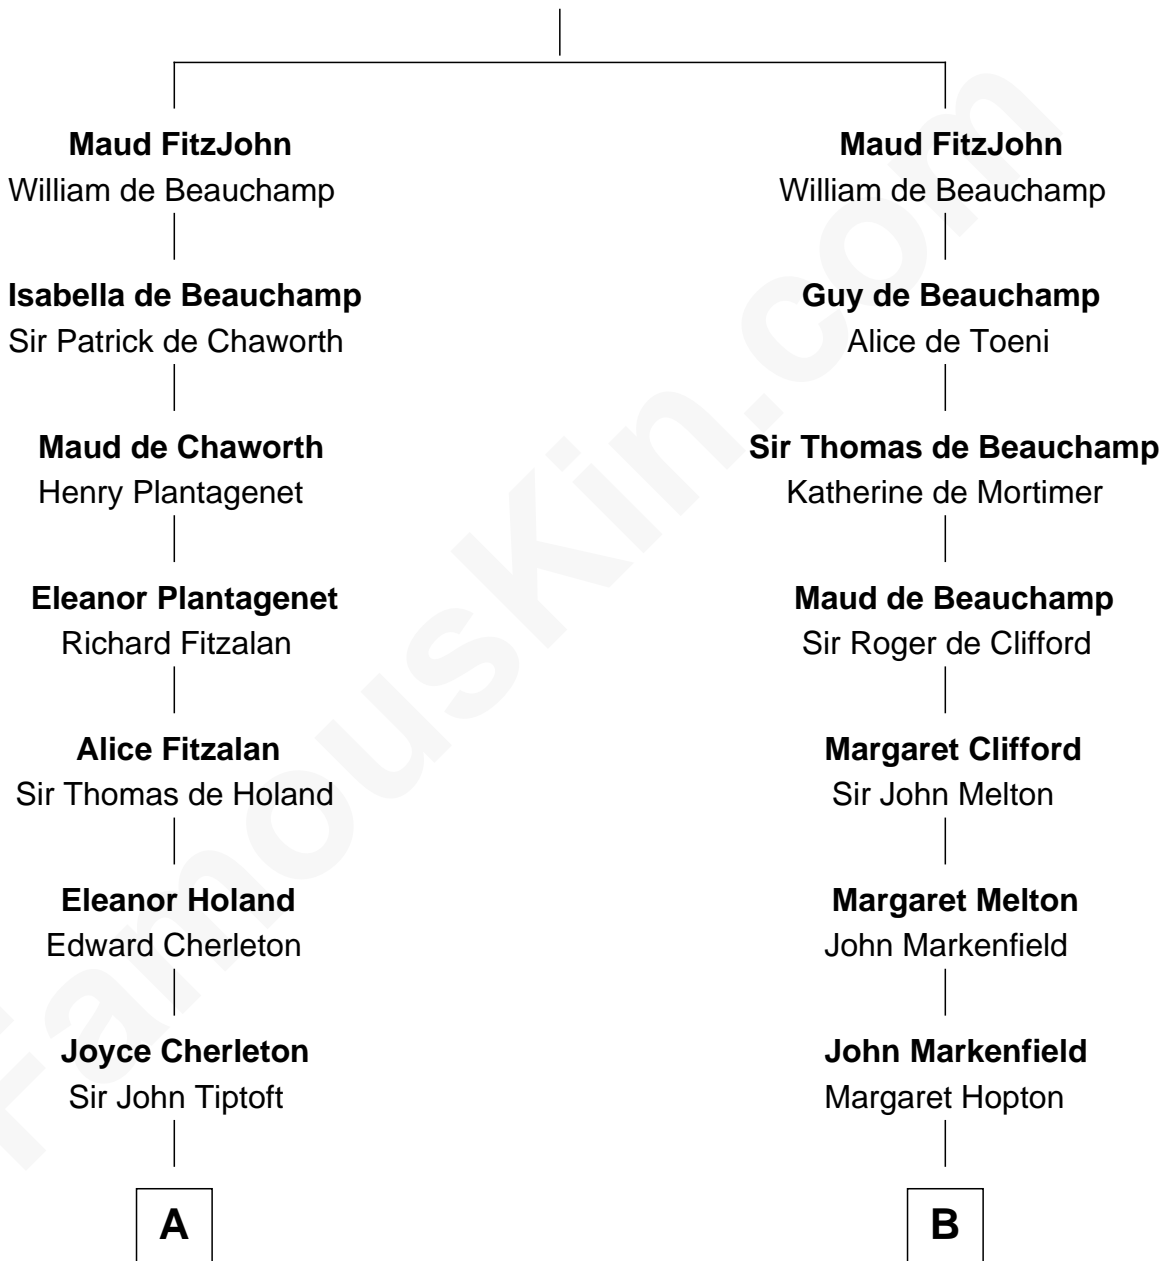 Maud FitzJohn
William de Beauchamp
Isabella de Beauchamp
Sir Patrick de Chaworth
Maud de Chaworth
Henry Plantagenet
Eleanor Plantagenet
Richard Fitzalan
Alice Fitzalan
Sir Thomas de Holand
Eleanor Holand
Edward Cherleton
Joyce Cherleton
Sir John Tiptoft
A
Maud FitzJohn
William de Beauchamp
Guy de Beauchamp
Alice de Toeni
Sir Thomas de Beauchamp
Katherine de Mortimer
Maud de Beauchamp
Sir Roger de Clifford
Margaret Clifford
Sir John Melton
Margaret Melton
John Markenfield
John Markenfield
Margaret Hopton
B
FamousKin.com